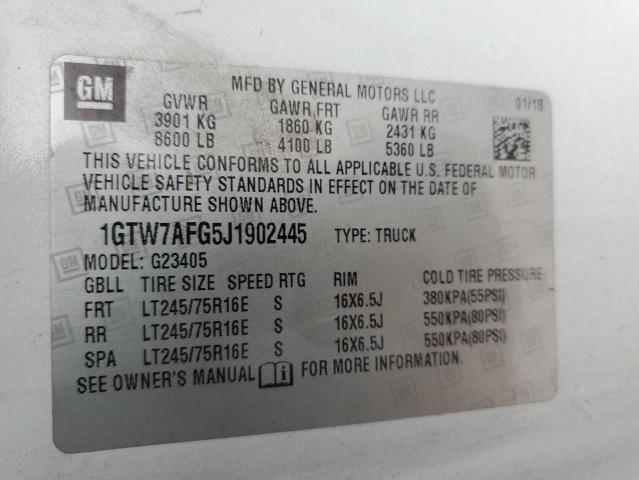 GM
MFD BY GENERAL MOTORS LLC
01/18
GVWR GAWR FRT GAWR RR
3901 KG 1860 KG 2431 KG
8600 LB 4100 LB 5360 LB
THIS VEHICLE CONFORMS TO ALL APPLICABLE U.S. FEDERAL MOTOR
VEHICLE SAFETY STANDARDS IN EFFECT ON THE DATE OF
MANUFACTURE SHOWN ABOVE.
1GTW7AFG5J1902445 TYPE: TRUCK
MODEL: G23405
GBLL TIRE SIZE SPEED RTG RIM COLD TIRE PRESSURE
FRT LT245/75R16E S 16X6.5J 380KPA(55PSI)
RR LT245/75R16E S 16X6.5J 550KPA(80PSI)
SPA LT245/75R16E S 16X6.5J 550KPA(80PSI)
SEE OWNER'S MANUAL FOR MORE INFORMATION.